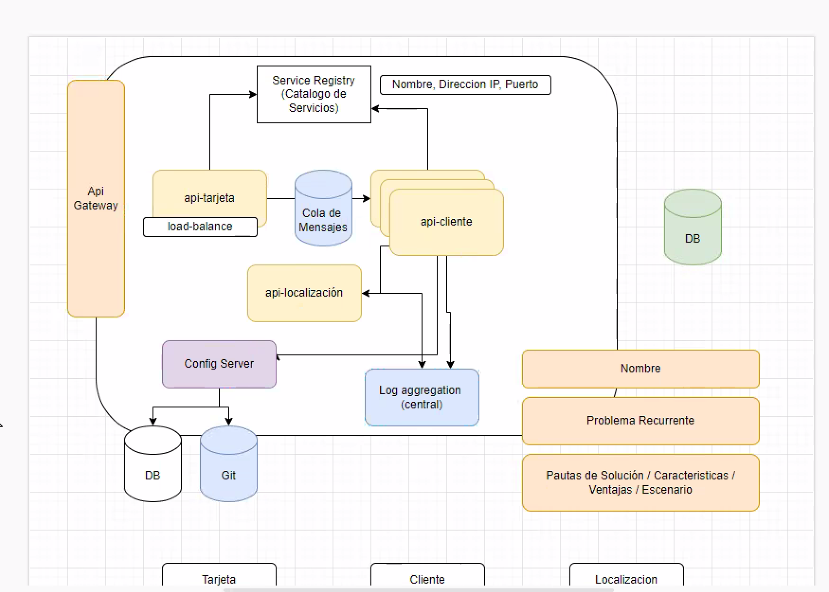 Service Registry
(Catalogo de
Servicios)
Nombre, Direccion IP, Puerto
Api
Gateway
api-tarjeta
load-balance
Cola de
Mensajes
api-cliente
DB
api-localización
Config Server
Log aggregation
(central)
Nombre
Problema Recurrente
Pautas de Solución / Caracteristicas /
Ventajas / Escenario
DB
Git
Tarjeta
Cliente
Localizacion